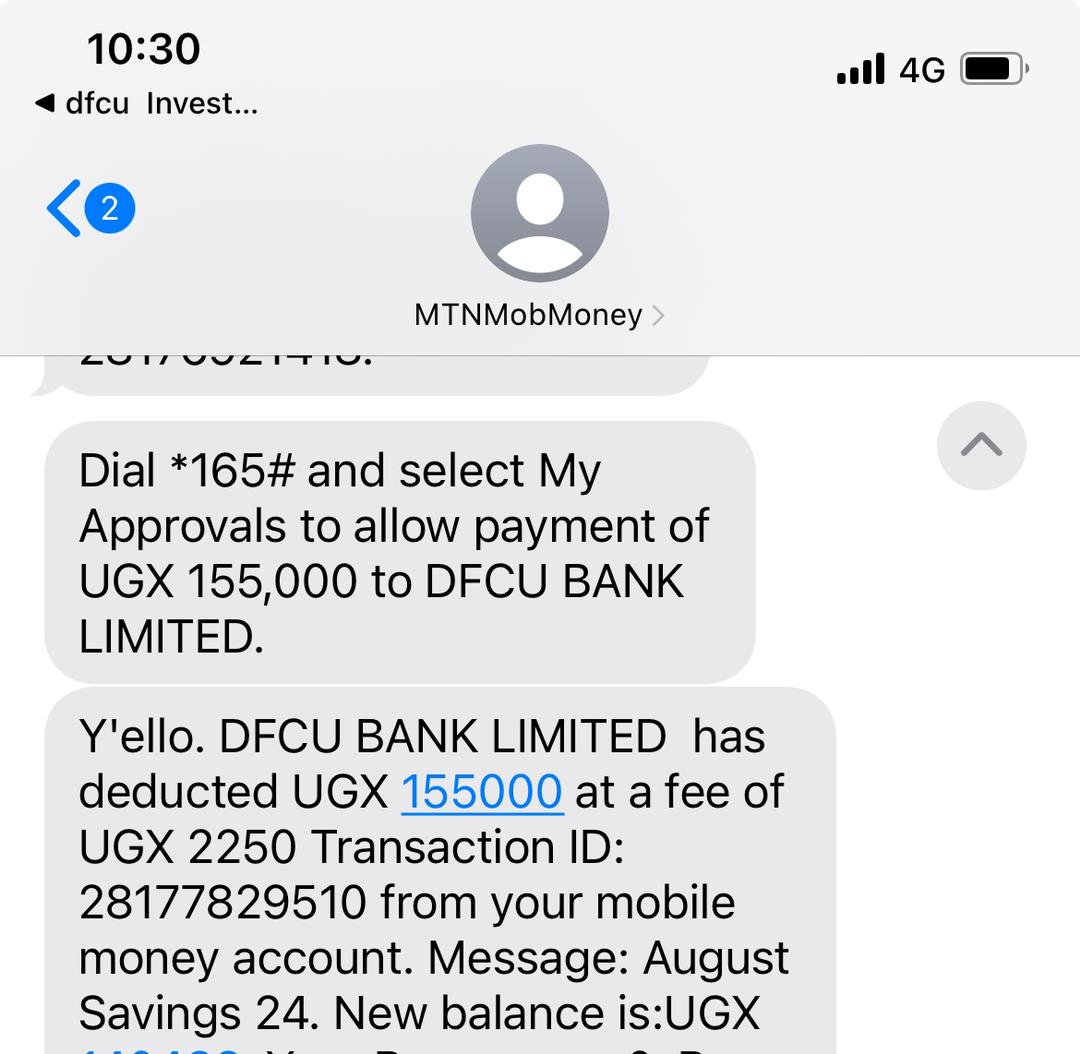 10:30
4G
dfcu Invest...
2
MTNMobMoney
Dial *165# and select My
Approvals to allow payment of
UGX 155,000 to DFCU BANK
LIMITED.
Y'ello. DFCU BANK LIMITED has
deducted UGX 155000 at a fee of
UGX 2250 Transaction ID:
28177829510 from your mobile
money account. Message: August
Savings 24. New balance is:UGX